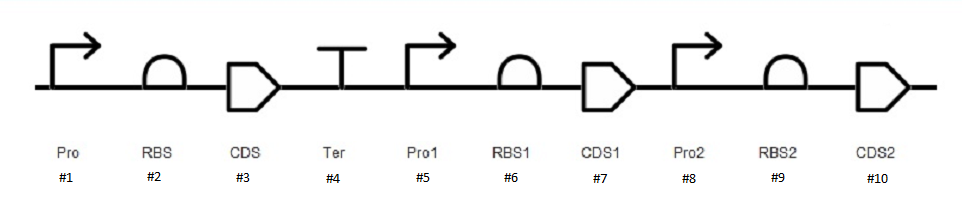 Pro RBS CDS Ter Pro1 RBS1 CDS1 Pro2 RBS2 CDS2
#1 #2 #3 #4 #5 #6 #7 #8 #9 #10